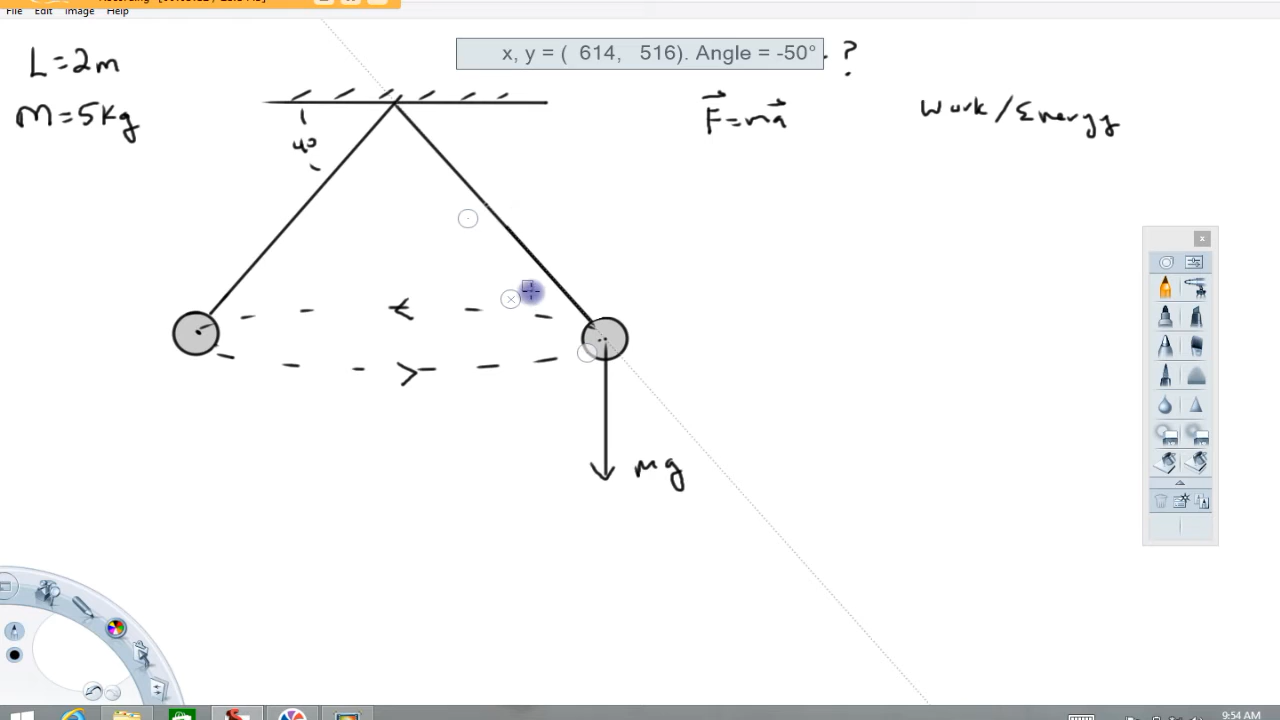 File Edit Image Help
x, y = ( 614, 516). Angle = -50°
?
L=2m
M=5Kg
40
F=ma
Work/Energy
mg
9:54 AM